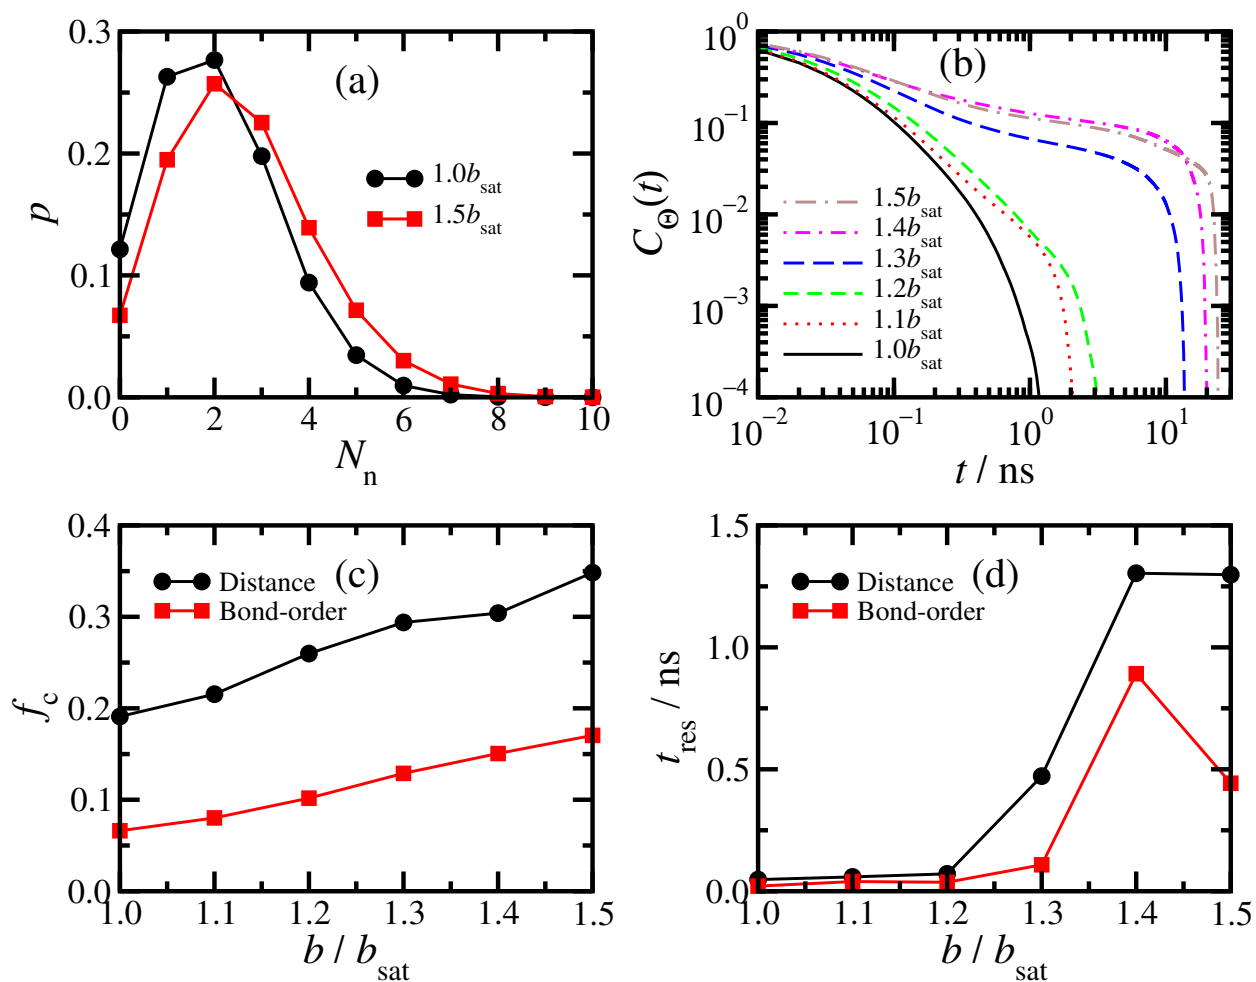 (a)
0.3
0.2
0.1
0.0
p
1.0b_sat
1.5b_sat
0 2 4 6 8 10
N_n
(b)
10^0
10^-1
10^-2
10^-3
10^-4
C_Θ(t)
1.5b_sat
1.4b_sat
1.3b_sat
1.2b_sat
1.1b_sat
1.0b_sat
10^-2 10^-1 10^0 10^1
t / ns
(c)
0.4
0.3
0.2
0.1
0.0
f_c
Distance
Bond-order
1.0 1.1 1.2 1.3 1.4 1.5
b / b_sat
(d)
1.5
1.0
0.5
0.0
t_res / ns
Distance
Bond-order
1.0 1.1 1.2 1.3 1.4 1.5
b / b_sat